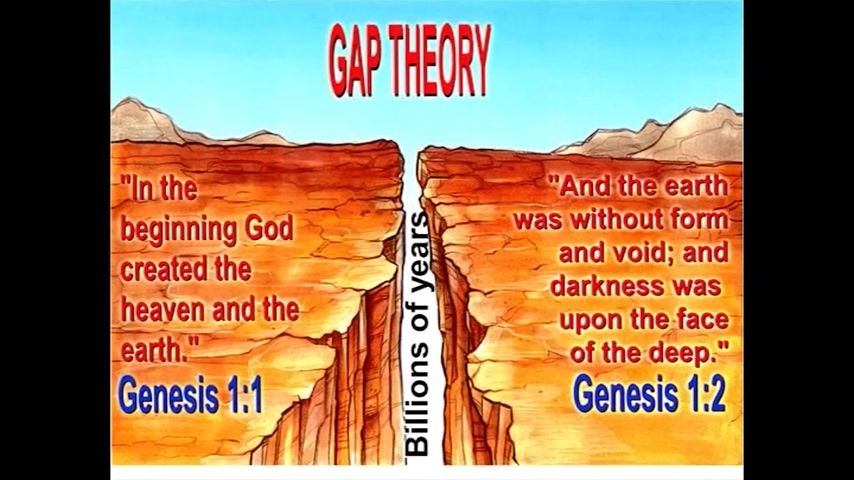 GAP THEORY
"In the
beginning God
created the
heaven and the
earth."
Genesis 1:1
Billions of years
"And the earth
was without form
and void; and
darkness was
upon the face
of the deep."
Genesis 1:2